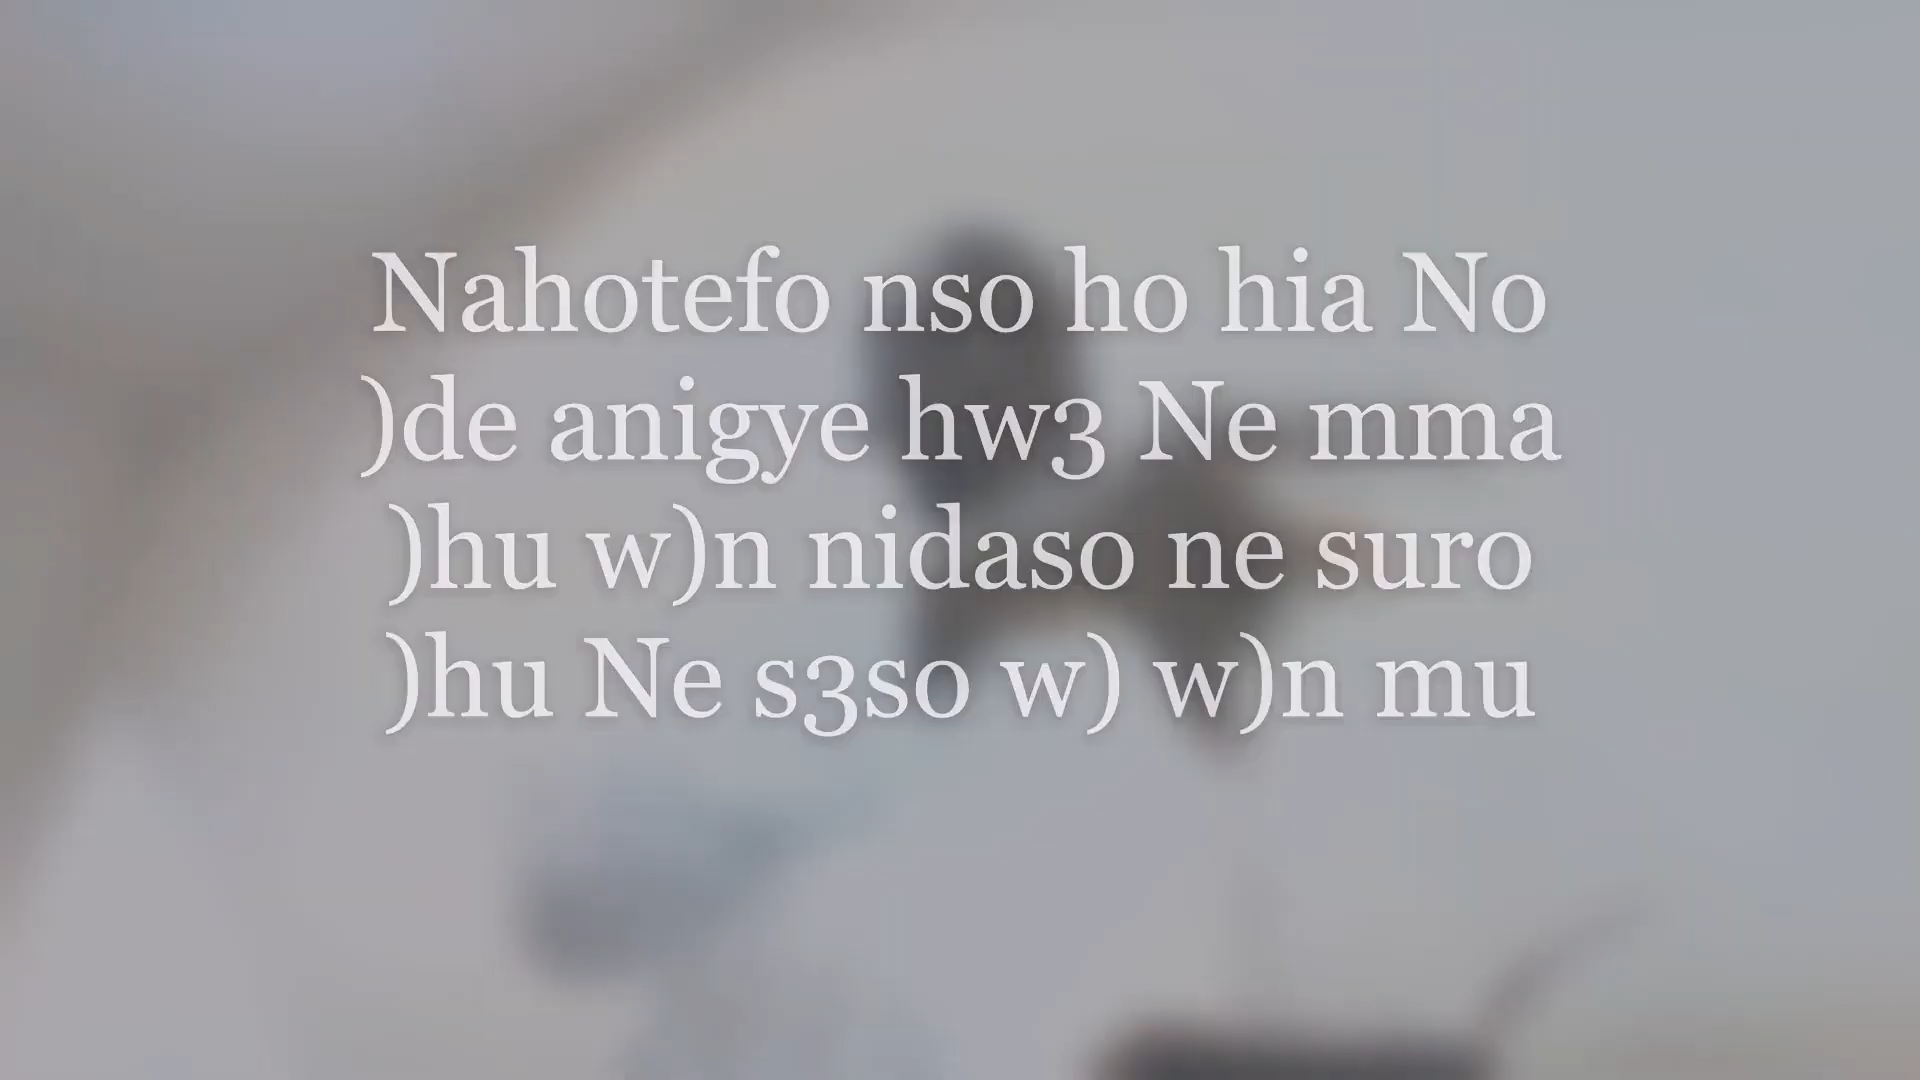 Nahotefo nso ho hia No
)de anigye hw3 Ne mma
)hu w)n nidaso ne suro
)hu Ne s3so w) w)n mu